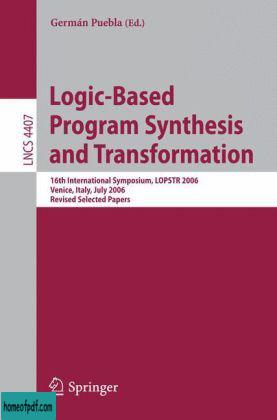 Germán Puebla (Ed.)
LNCS 4407
Logic-Based
Program Synthesis
and Transformation
16th International Symposium, LOPSTR 2006
Venice, Italy, July 2006
Revised Selected Papers
Springer
homeofpdf.com